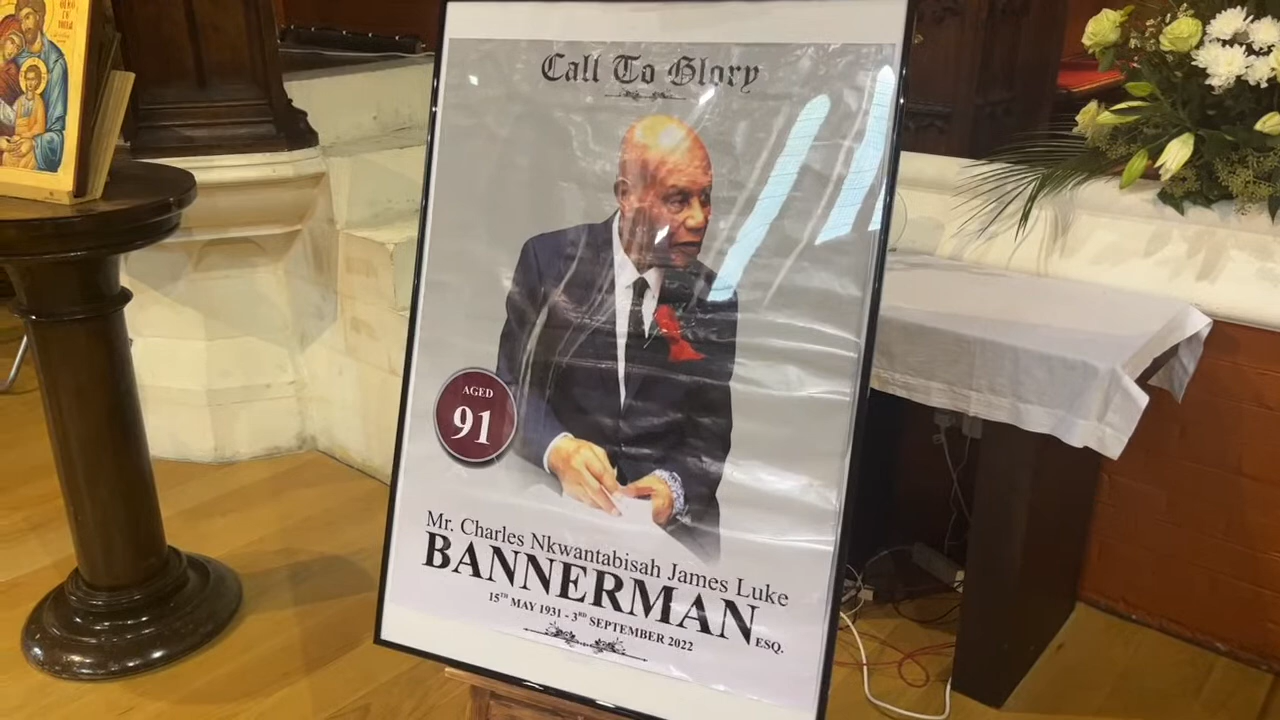 Call To Glory
AGED
91
Mr. Charles Nkwantabisah James Luke
BANNERMAN ESQ.
15TH MAY 1931 - 3RD SEPTEMBER 2022